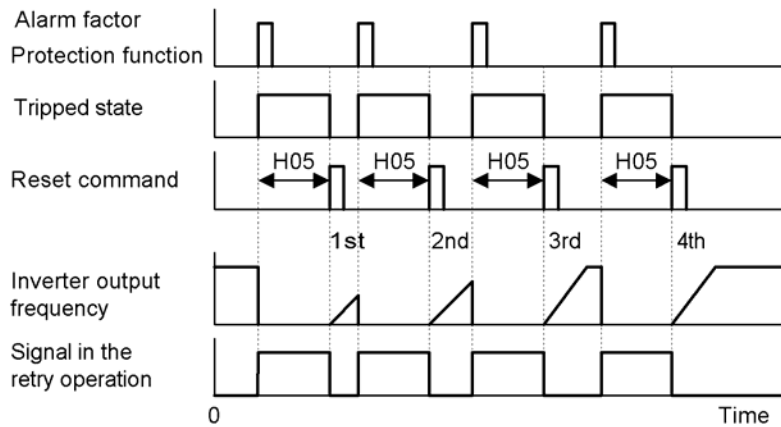 Alarm factor
Protection function
Tripped state
H05 H05 H05 H05
Reset command
1st 2nd 3rd 4th
Inverter output
frequency
Signal in the
retry operation
0 Time